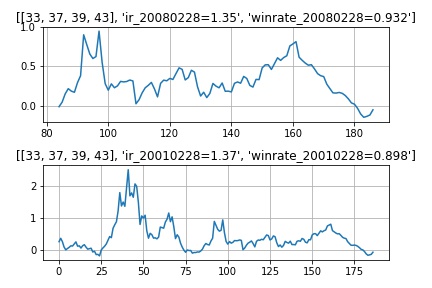 [[33, 37, 39, 43], 'ir_20080228=1.35', 'winrate_20080228=0.932']
1.0
0.5
0.0
80 100 120 140 160 180
[[33, 37, 39, 43], 'ir_20010228=1.37', 'winrate_20010228=0.898']
2
1
0
0 25 50 75 100 125 150 175